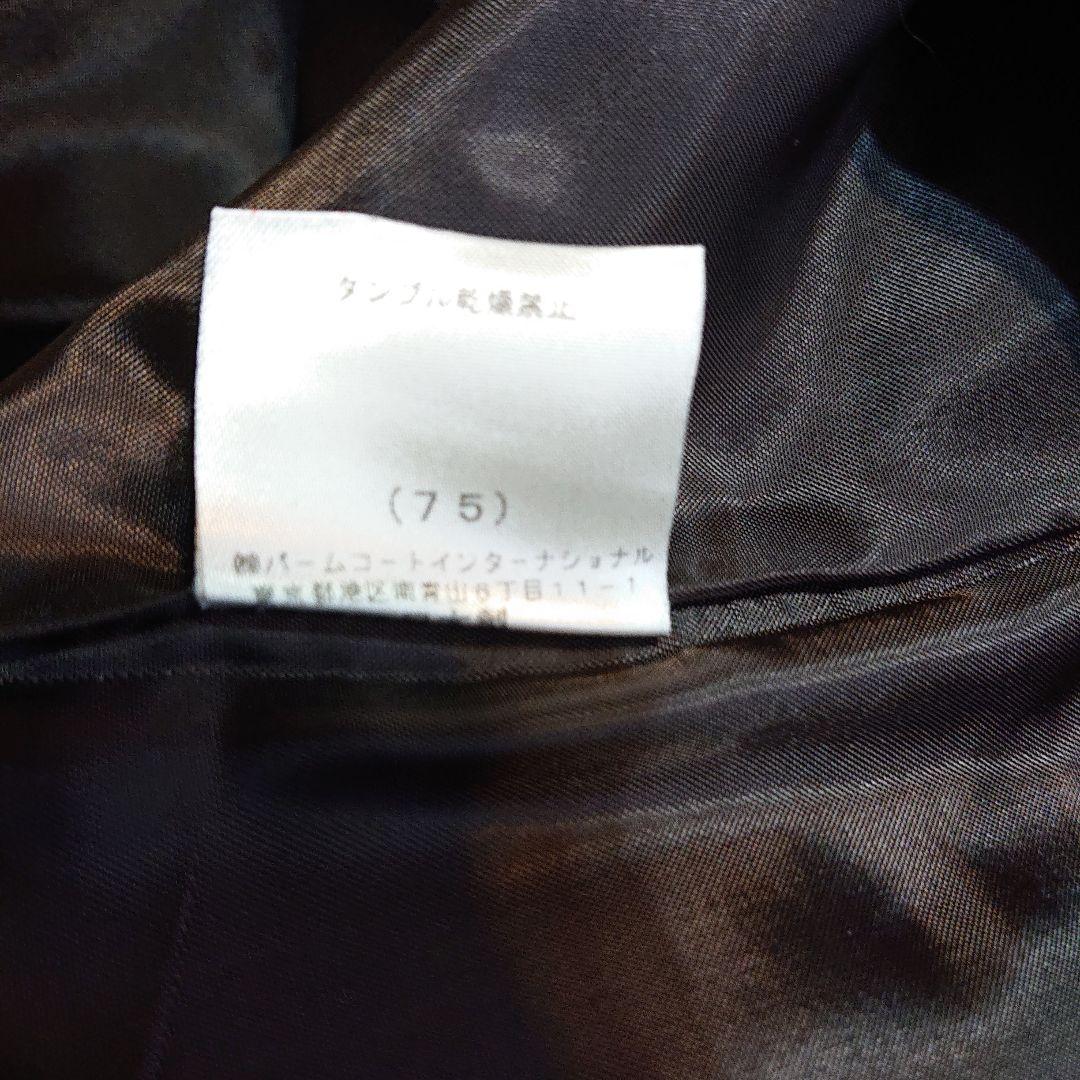 タンブル乾燥禁止
(75)
㈱パームコートインターナショナル
東京都港区南青山6丁目11-1